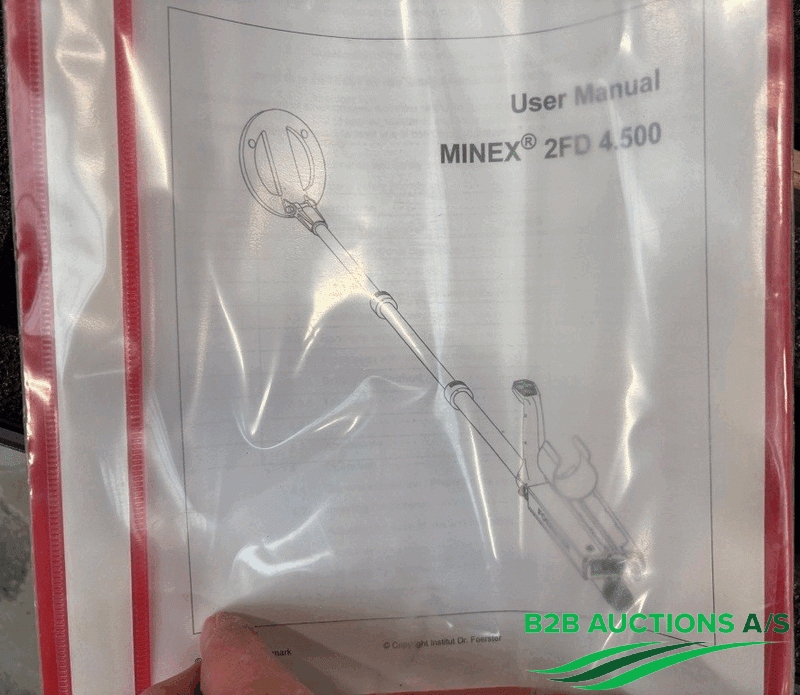 User Manual
MINEX® 2FD 4.500
© Copyright Institut Dr. Foerster
B2B AUCTIONS A/S